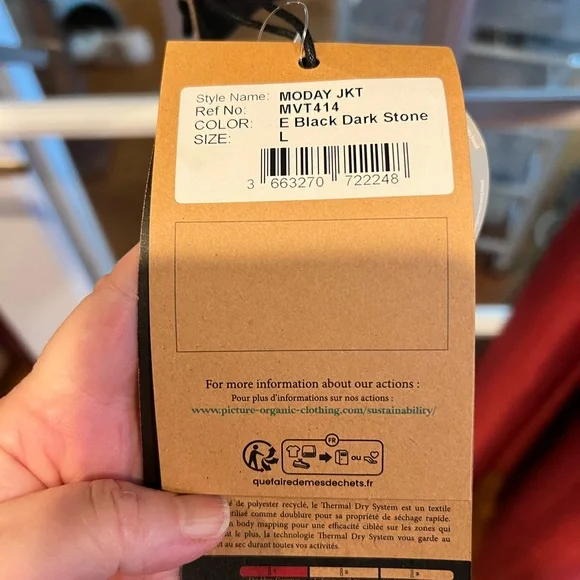 Style Name: MODAY JKT
Ref No: MVT414
COLOR: E Black Dark Stone
SIZE: L
3 663270 722248
For more information about our actions :
Pour plus d'informations sur nos actions :
www.picture-organic-clothing.com/sustainability/
FR
ou
quefairedemesdechets.fr
de polyester recyclé, le Thermal Dry System est un textile
utilisé comme doublure pour sa propriété de séchage rapide.
body mapping pour une efficacité ciblée sur les zones qui
le plus, la technologie Thermal Dry vous garde au
au sec durant toutes vos activités.